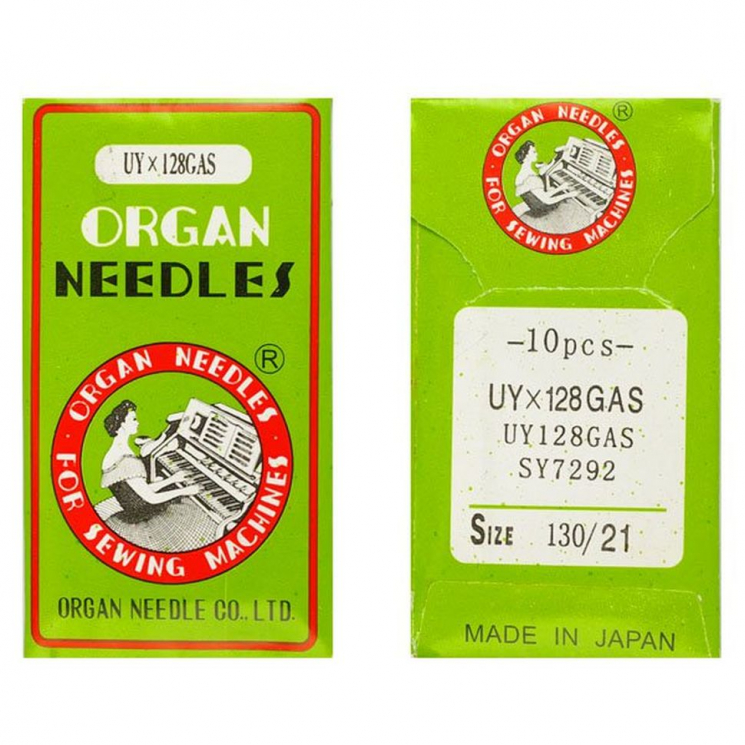 UY×128GAS
ORGAN
NEEDLES
®
ORGAN NEEDLES
FOR SEWING MACHINES
ORGAN NEEDLE CO., LTD.
ORGAN NEEDLES
®
FOR SEWING MACHINES
-10pcs-
UY×128GAS
UY128GAS
SY7292
SIZE 130/21
MADE IN JAPAN